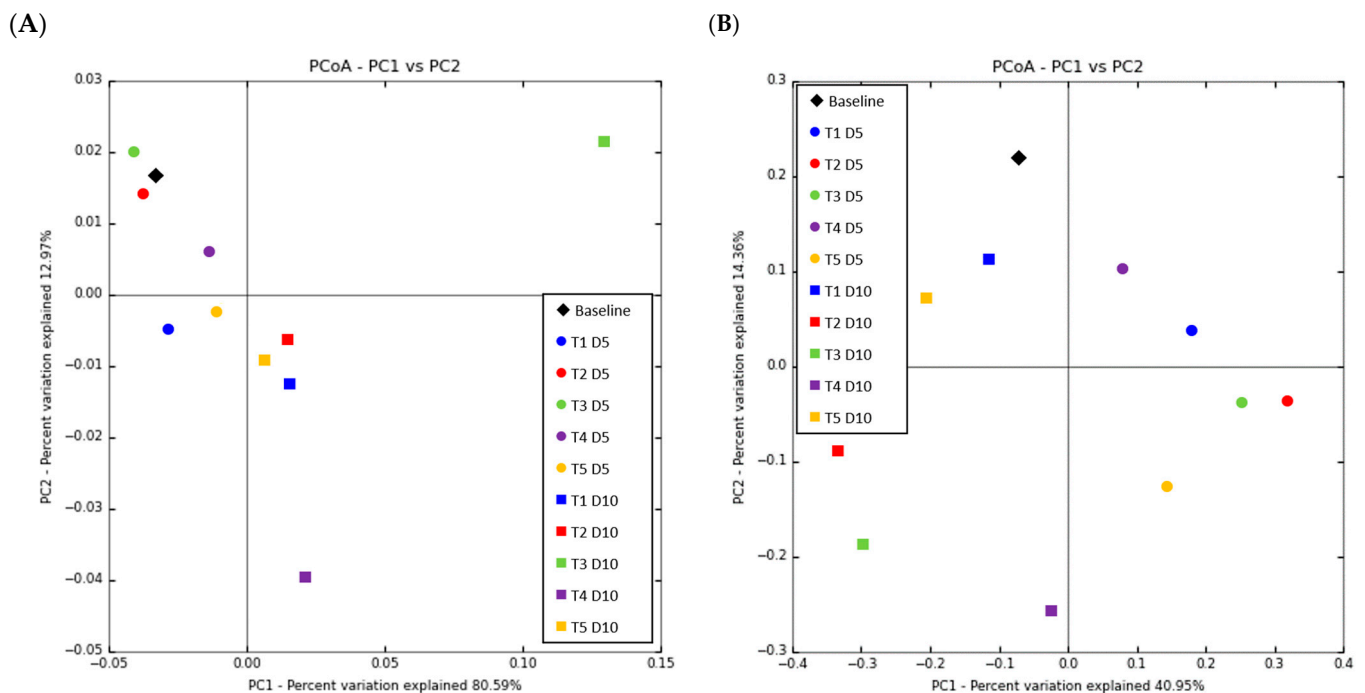 (A)
PCoA - PC1 vs PC2
0.03
0.02
0.01
0.00
−0.01
−0.02
−0.03
−0.04
−0.05
PC2 - Percent variation explained 12.97%
−0.05
0.00
0.05
0.10
0.15
PC1 - Percent variation explained 80.59%
Baseline
T1 D5
T2 D5
T3 D5
T4 D5
T5 D5
T1 D10
T2 D10
T3 D10
T4 D10
T5 D10
(B)
PCoA - PC1 vs PC2
0.3
0.2
0.1
0.0
−0.1
−0.2
−0.3
PC2 - Percent variation explained 14.36%
−0.4
−0.3
−0.2
−0.1
0.0
0.1
0.2
0.3
0.4
PC1 - Percent variation explained 40.95%
Baseline
T1 D5
T2 D5
T3 D5
T4 D5
T5 D5
T1 D10
T2 D10
T3 D10
T4 D10
T5 D10